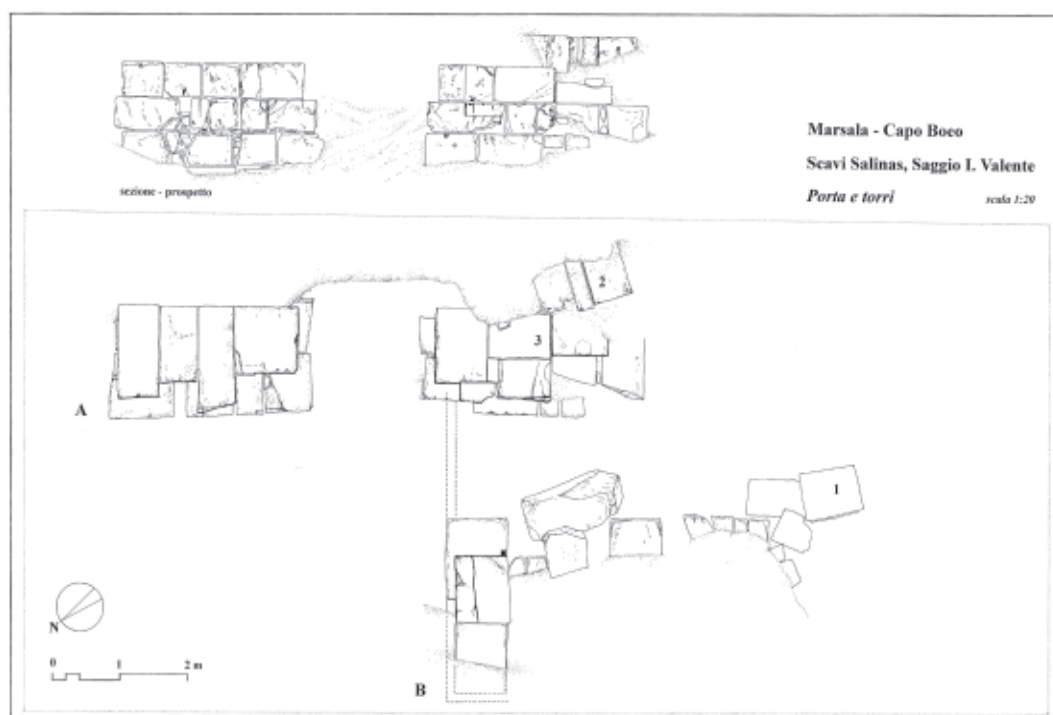 Marsala - Capo Boeo
Scavi Salinas, Saggio I. Valente
Porta e torri
scala 1:20
sezione - prospetto
2
3
A
1
N
0 1 2 m
B